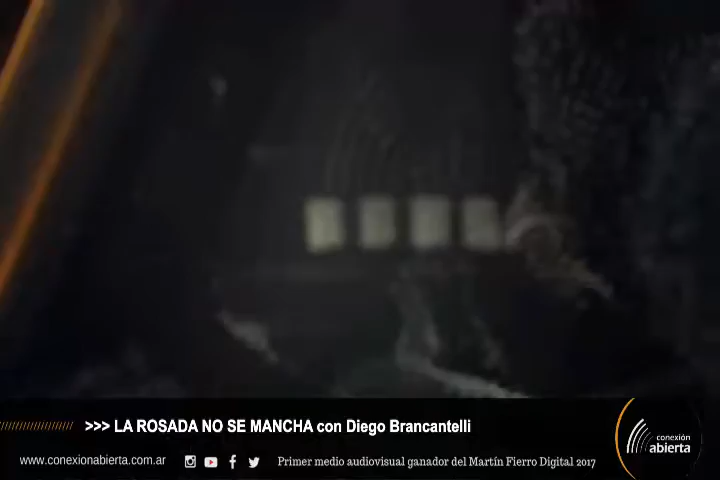 >>> LA ROSADA NO SE MANCHA con Diego Brancantelli
conexión
abierta
www.conexionabierta.com.ar
Primer medio audiovisual ganador del Martín Fierro Digital 2017